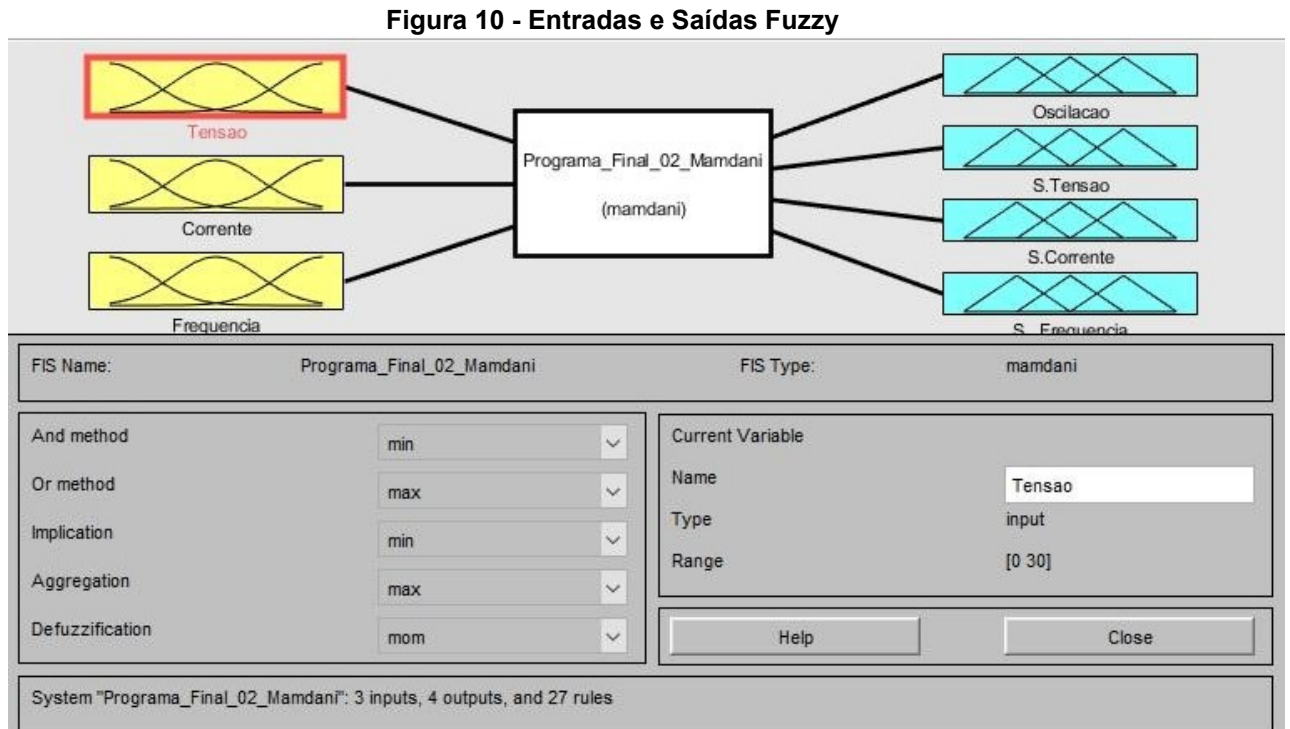 Figura 10 - Entradas e Saídas Fuzzy
Tensao
Corrente
Frequencia
Programa_Final_02_Mamdani
(mamdani)
Oscilacao
S.Tensao
S.Corrente
S._Frequencia
FIS Name: Programa_Final_02_Mamdani FIS Type: mamdani
And method min
Or method max
Implication min
Aggregation max
Defuzzification mom
Current Variable
Name Tensao
Type input
Range [0 30]
Help Close
System "Programa_Final_02_Mamdani": 3 inputs, 4 outputs, and 27 rules